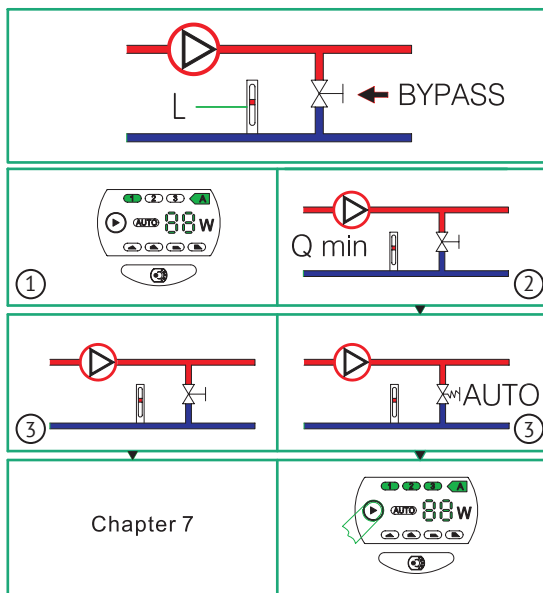 L
BYPASS
1 2 3 A
AUTO 88 W
1
Q min
2
3
AUTO
3
Chapter 7
1 2 3 A
AUTO 88 W